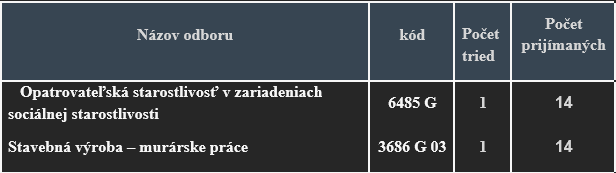 Názov odboru kód Počet tried Počet prijímaných
Opatrovateľská starostlivosť v zariadeniach sociálnej starostlivosti 6485 G 1 14
Stavebná výroba – murárske práce 3686 G 03 1 14